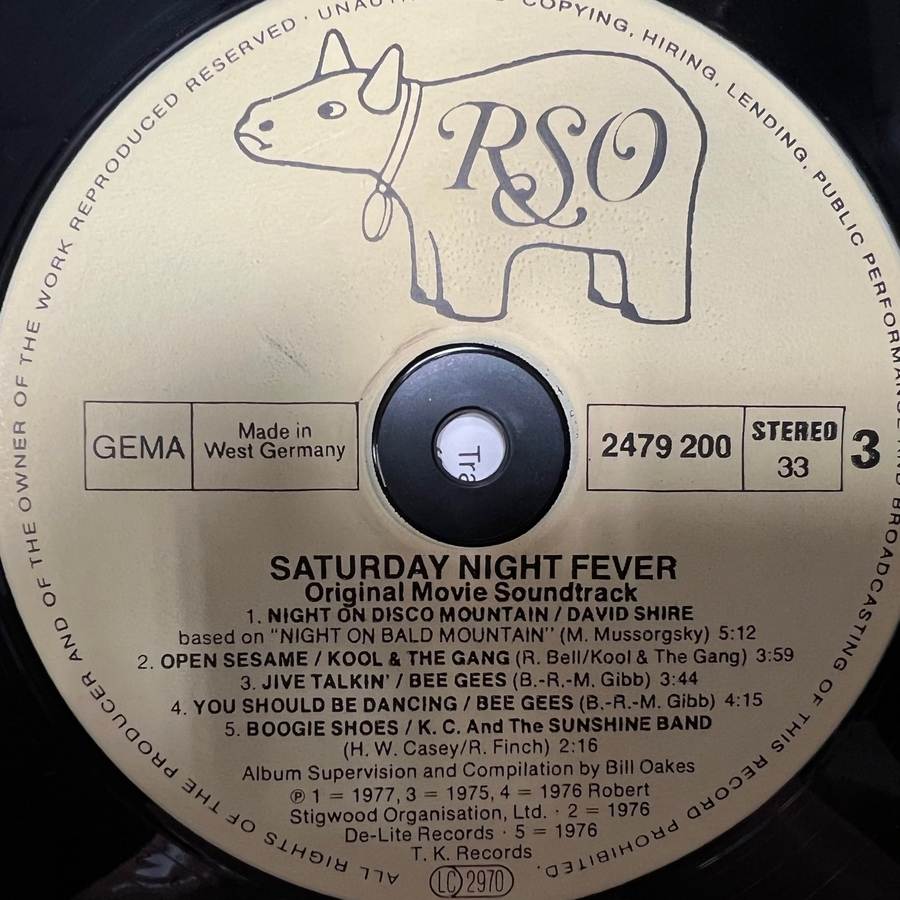 ALL RIGHTS OF THE PRODUCER AND OF THE OWNER OF THE WORK REPRODUCED RESERVED · COPYING, HIRING, LENDING, PUBLIC PERFORMANCE AND BROADCASTING OF THIS RECORD PROHIBITED.
RSO
GEMA
Made in
West Germany
2479 200
STEREO
33
3
SATURDAY NIGHT FEVER
Original Movie Soundtrack
1. NIGHT ON DISCO MOUNTAIN / DAVID SHIRE
based on "NIGHT ON BALD MOUNTAIN" (M. Mussorgsky) 5:12
2. OPEN SESAME / KOOL & THE GANG (R. Bell/Kool & The Gang) 3:59
3. JIVE TALKIN' / BEE GEES (B.-R.-M. Gibb) 3:44
4. YOU SHOULD BE DANCING / BEE GEES (B.-R.-M. Gibb) 4:15
5. BOOGIE SHOES / K. C. And The SUNSHINE BAND
(H. W. Casey/R. Finch) 2:16
Album Supervision and Compilation by Bill Oakes
℗ 1 = 1977, 3 = 1975, 4 = 1976 Robert
Stigwood Organisation, Ltd. · 2 = 1976
De-Lite Records · 5 = 1976
T. K. Records
LC 2970